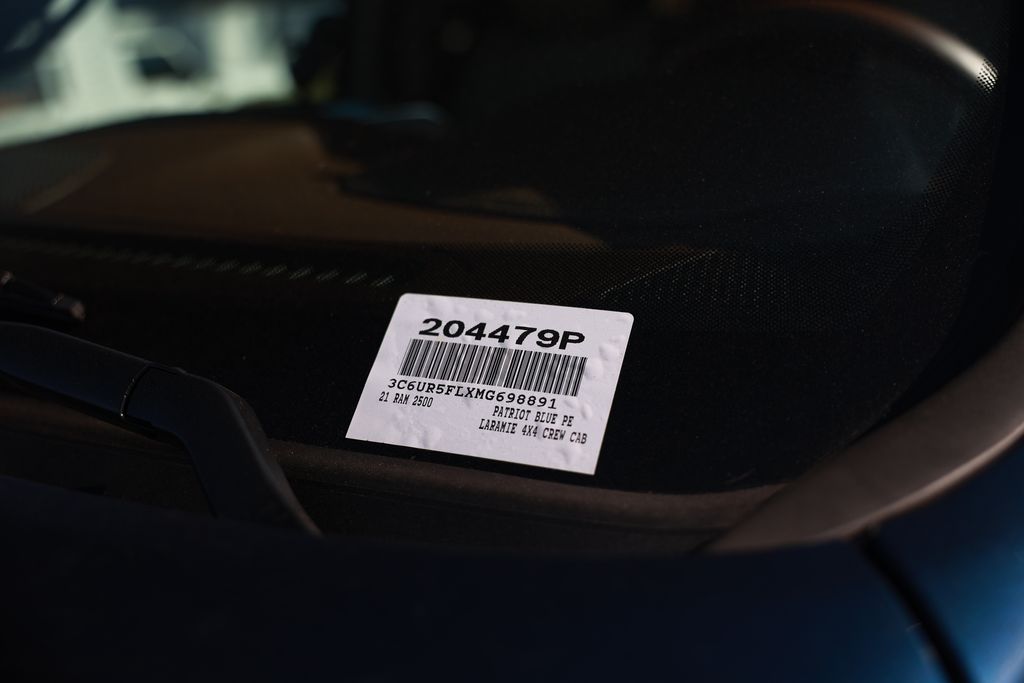 204479P
3C6UR5FLXMG698891
21 RAM 2500
PATRIOT BLUE PE
LARAMIE 4X4 CREW CAB